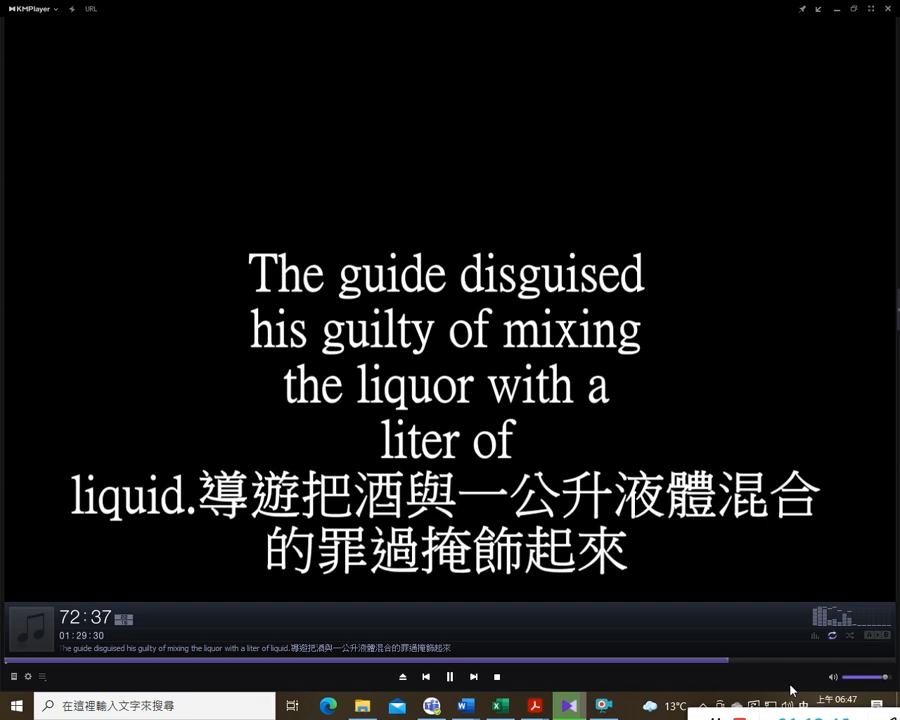 KMPlayer
URL
The guide disguised
his guilty of mixing
the liquor with a
liter of
liquid.導遊把酒與一公升液體混合
的罪過掩飾起來
72:37
01:29:30
The guide disguised his guilty of mixing the liquor with a liter of liquid.導遊把酒與一公升液體混合的罪過掩飾起來
在這裡輸入文字來搜尋
13°C
中
上午 06:47